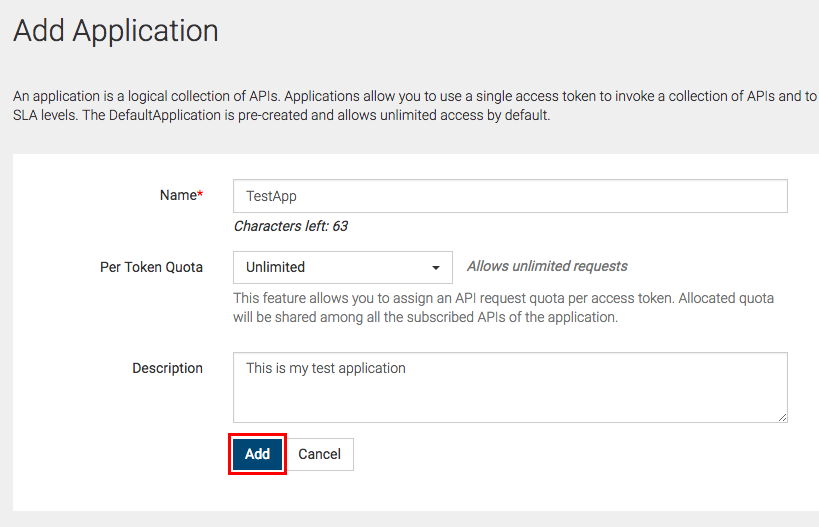 Add Application
An application is a logical collection of APIs. Applications allow you to use a single access token to invoke a collection of APIs and to
SLA levels. The DefaultApplication is pre-created and allows unlimited access by default.
Name* TestApp
Characters left: 63
Per Token Quota Unlimited Allows unlimited requests
This feature allows you to assign an API request quota per access token. Allocated quota
will be shared among all the subscribed APIs of the application.
Description This is my test application
Add Cancel